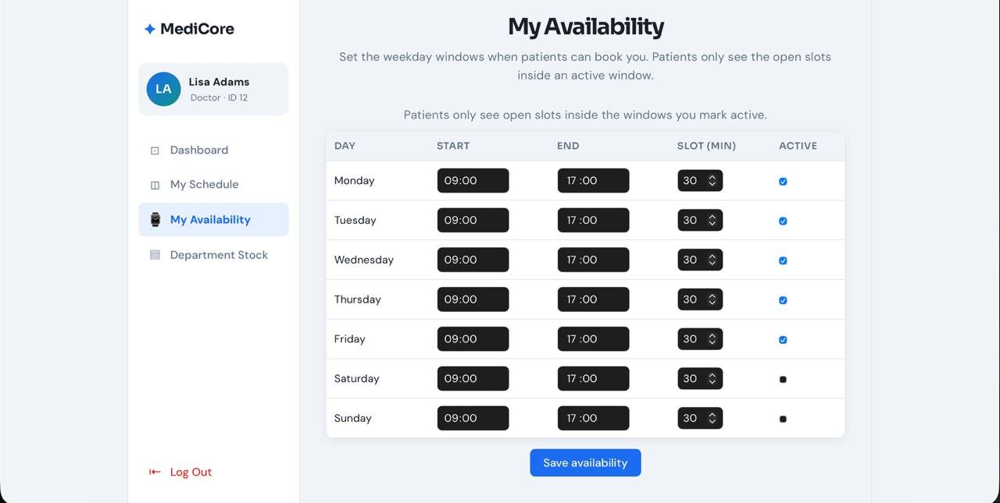 MediCore
LA
Lisa Adams
Doctor · ID 12
Dashboard
My Schedule
My Availability
Department Stock
Log Out
My Availability
Set the weekday windows when patients can book you. Patients only see the open slots
inside an active window.
Patients only see open slots inside the windows you mark active.
DAY START END SLOT (MIN) ACTIVE
Monday 09:00 17 :00 30
Tuesday 09:00 17 :00 30
Wednesday 09:00 17 :00 30
Thursday 09:00 17 :00 30
Friday 09:00 17 :00 30
Saturday 09:00 17 :00 30
Sunday 09:00 17 :00 30
Save availability